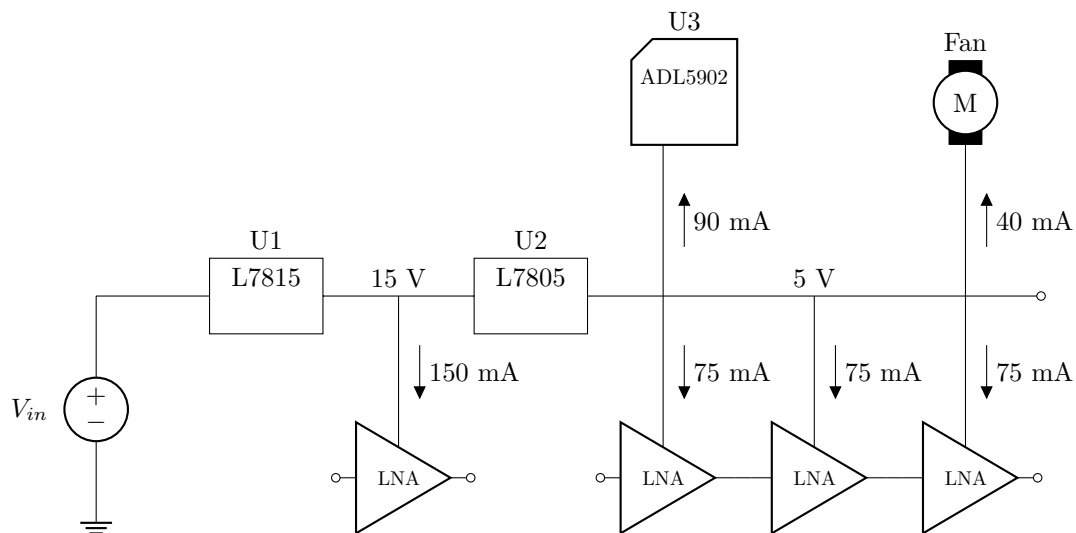 U3
Fan
ADL5902
M
90 mA
40 mA
U1
U2
L7815
15 V
L7805
5 V
150 mA
75 mA
75 mA
75 mA
+
−
V_in
LNA
LNA
LNA
LNA